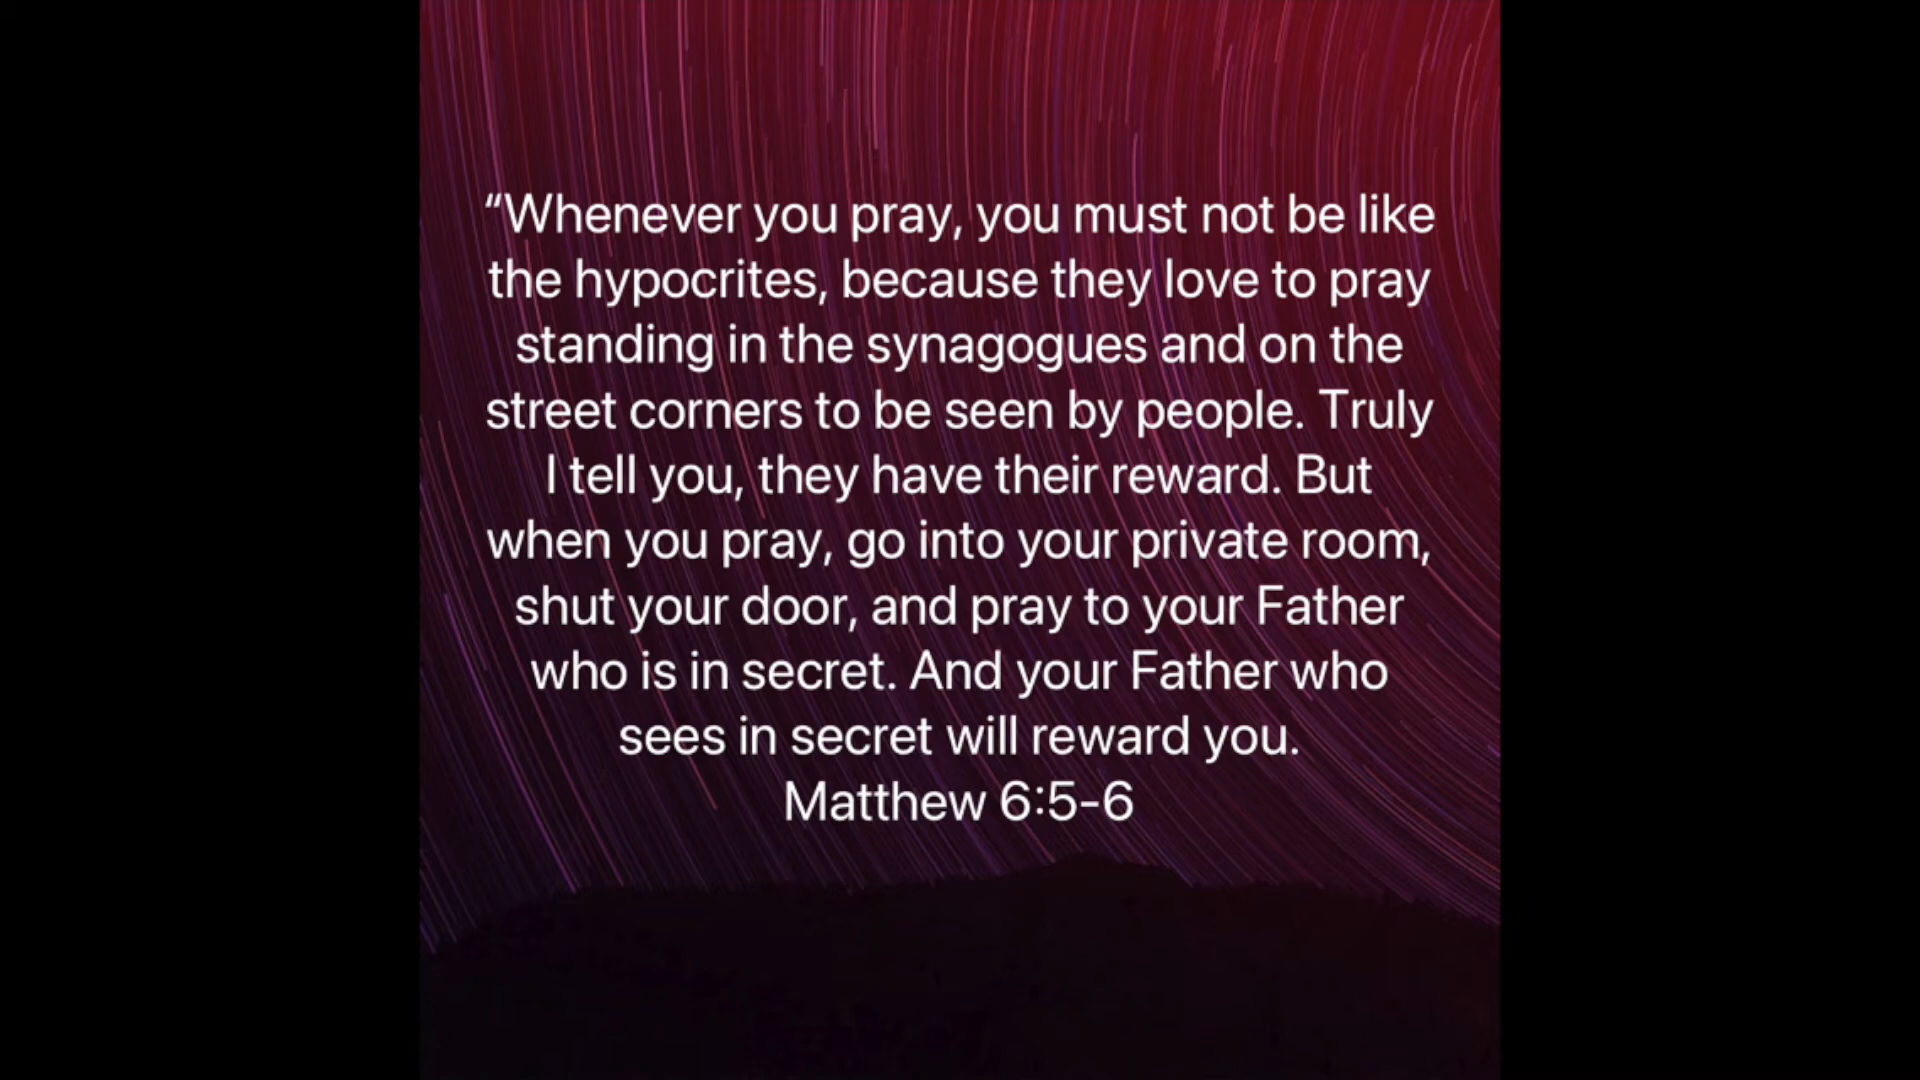 “Whenever you pray, you must not be like
the hypocrites, because they love to pray
standing in the synagogues and on the
street corners to be seen by people. Truly
I tell you, they have their reward. But
when you pray, go into your private room,
shut your door, and pray to your Father
who is in secret. And your Father who
sees in secret will reward you.
Matthew 6:5-6